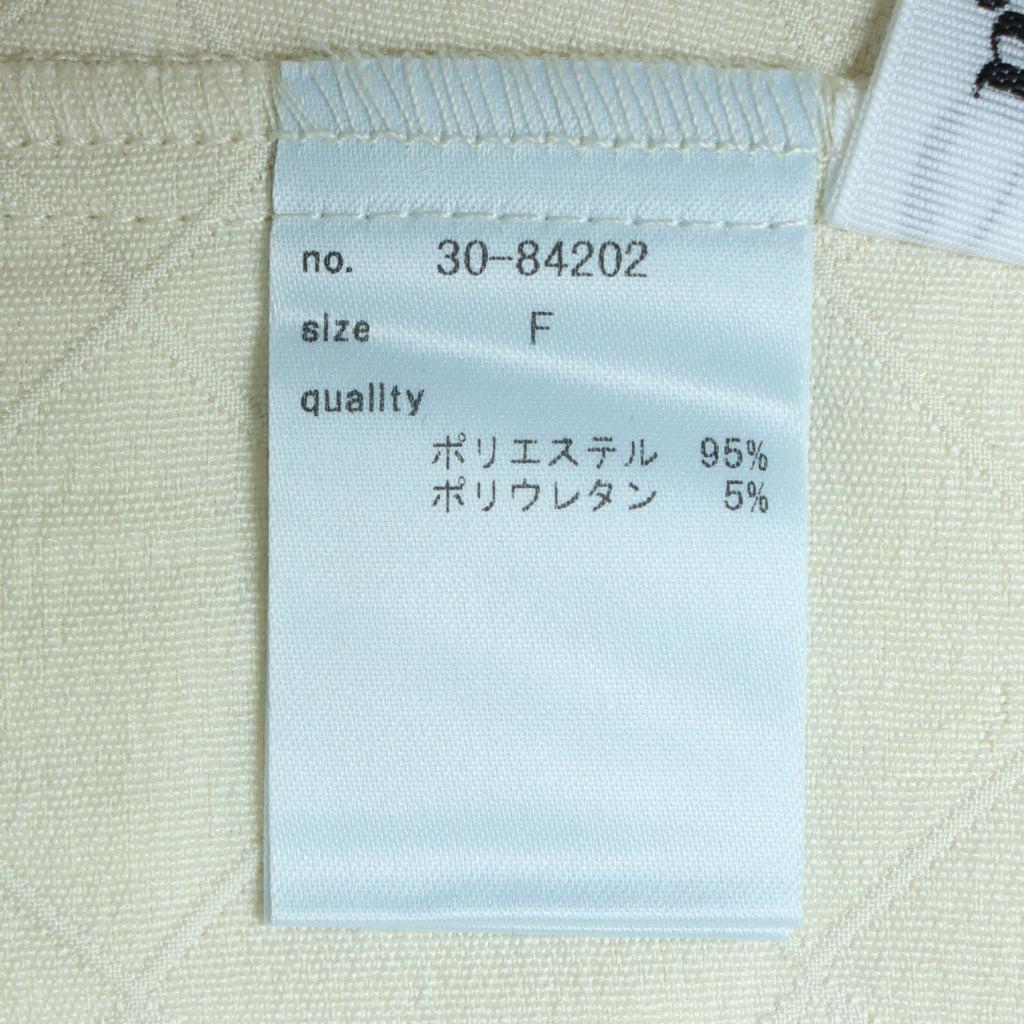 no. 30-84202
size F
quality
ポリエステル 95%
ポリウレタン 5%